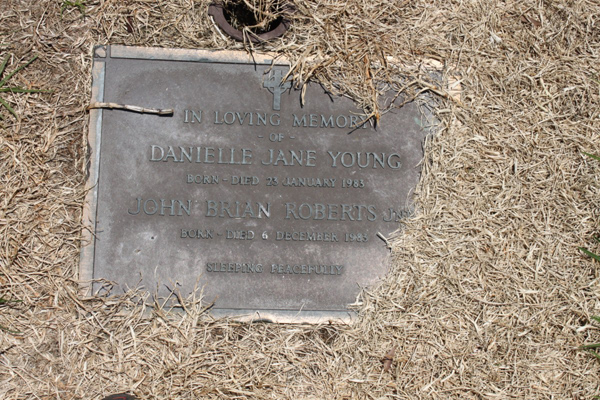 IN LOVING MEMORY
- OF -
DANIELLE JANE YOUNG
BORN - DIED 23 JANUARY 1983
JOHN BRIAN ROBERTS
BORN - DIED 6 DECEMBER
SLEEPING PEACEFULLY